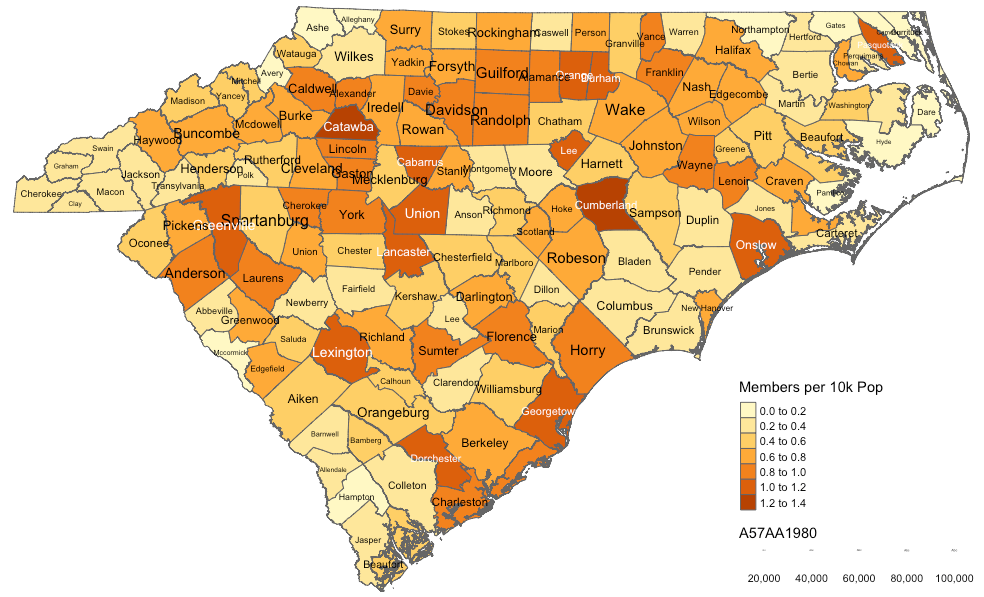 Ashe
Alleghany
Surry
Stokes
Rockingham
Caswell
Person
Granville
Vance
Warren
Northampton
Gates
Hertford
Halifax
Pasquotank
Perquimans
Chowan
Bertie
Watauga
Wilkes
Yadkin
Forsyth
Guilford
Alamance
Orange
Durham
Franklin
Nash
Edgecombe
Martin
Washington
Dare
Avery
Mitchell
Yancey
Madison
Caldwell
Alexander
Iredell
Davie
Davidson
Randolph
Chatham
Wake
Wilson
Pitt
Beaufort
Hyde
Haywood
Buncombe
Mcdowell
Burke
Catawba
Rowan
Lee
Johnston
Greene
Swain
Graham
Jackson
Henderson
Rutherford
Polk
Cleveland
Lincoln
Gaston
Mecklenburg
Cabarrus
Stanly
Montgomery
Moore
Harnett
Wayne
Lenoir
Craven
Pamlico
Cherokee
Clay
Macon
Transylvania
Union
Anson
Richmond
Scotland
Hoke
Cumberland
Sampson
Duplin
Jones
Carteret
Onslow
Robeson
Bladen
Pender
Columbus
New Hanover
Brunswick
Oconee
Pickens
Greenville
Spartanburg
Cherokee
York
Union
Chester
Lancaster
Chesterfield
Marlboro
Dillon
Anderson
Laurens
Fairfield
Kershaw
Darlington
Abbeville
Greenwood
Newberry
Lee
Marion
Mccormick
Saluda
Richland
Florence
Edgefield
Lexington
Sumter
Horry
Aiken
Calhoun
Clarendon
Williamsburg
Georgetown
Orangeburg
Barnwell
Bamberg
Berkeley
Dorchester
Allendale
Colleton
Hampton
Charleston
Jasper
Beaufort
Members per 10k Pop
0.0 to 0.2
0.2 to 0.4
0.4 to 0.6
0.6 to 0.8
0.8 to 1.0
1.0 to 1.2
1.2 to 1.4
A57AA1980
20,000 40,000 60,000 80,000 100,000